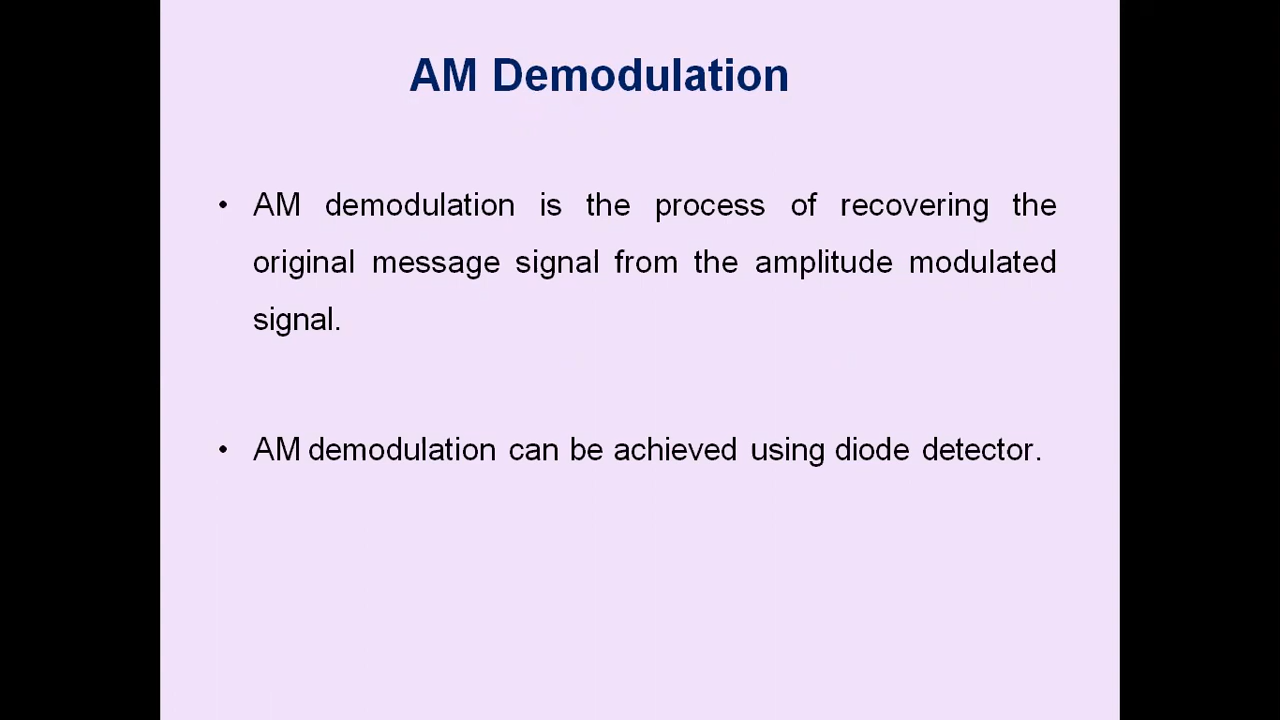 AM Demodulation
• AM demodulation is the process of recovering the
original message signal from the amplitude modulated
signal.
• AM demodulation can be achieved using diode detector.